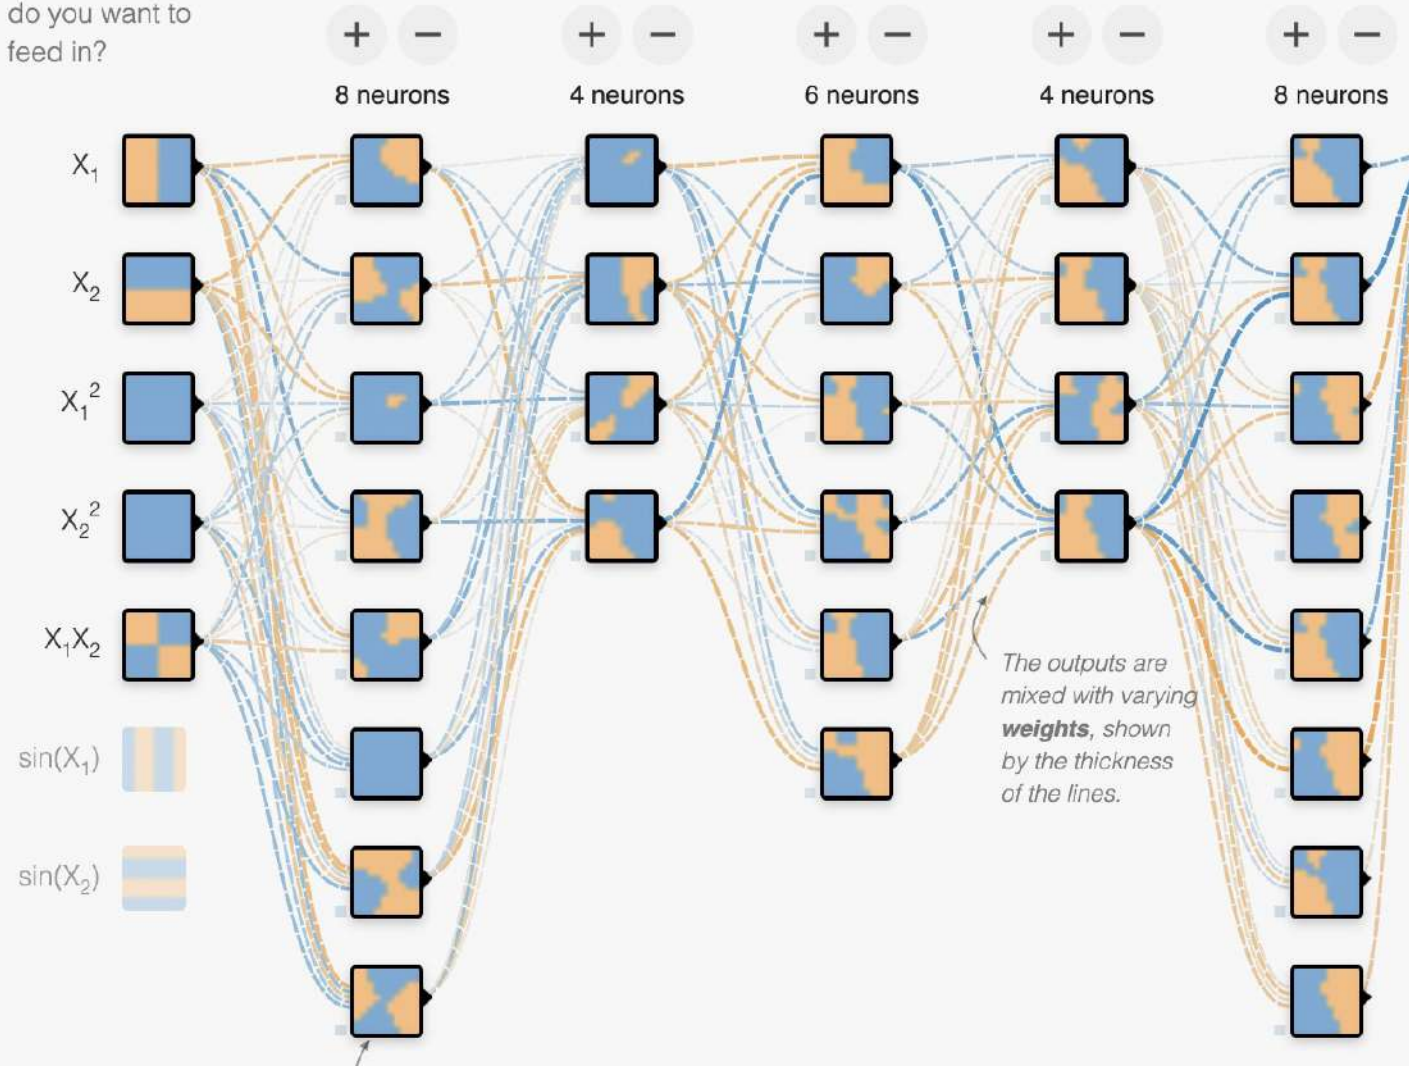 do you want to
feed in?
+ − + − + − + − + −
8 neurons 4 neurons 6 neurons 4 neurons 8 neurons
X₁
X₂
X₁²
X₂²
X₁X₂
The outputs are
mixed with varying
weights, shown
by the thickness
of the lines.
sin(X₁)
sin(X₂)